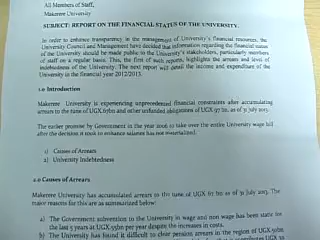 All Members of Staff,
Makerere University
SUBJECT: REPORT ON THE FINANCIAL STATUS OF THE UNIVERSITY.
In order to enhance transparency in the management of University's financial resources, the
University Council and Management have decided that information regarding the financial status
of the University should be made public to the University's stakeholders, particularly members
of staff on a regular basis. This, the first of such reports, highlights the arrears and level of
indebtedness of the University. The next report will detail the income and expenditure of the
University in the financial year 2012/2013.
1.0 Introduction
Makerere University is experiencing unprecedented financial constraints after accumulating
arrears to the tune of UGX and other unfunded obligations of UGX bn, as of 31 July 2013.
The earlier promise by Government in the year 2006 to take over the entire University wage bill
after the decision it took to enhance salaries has not materialized.
1) Causes of Arrears
2) University Indebtedness
2.0 Causes of Arrears
Makerere University has accumulated arrears to the tune of UGX bn as of 31 July 2013. The
major reasons for this are as summarized below:
a) The Government subvention to the University in wage and non wage has been static for
the last 5 years at UGX per year despite the increases in costs.
b) The University has found it difficult to clear pension arrears in the region of UGX